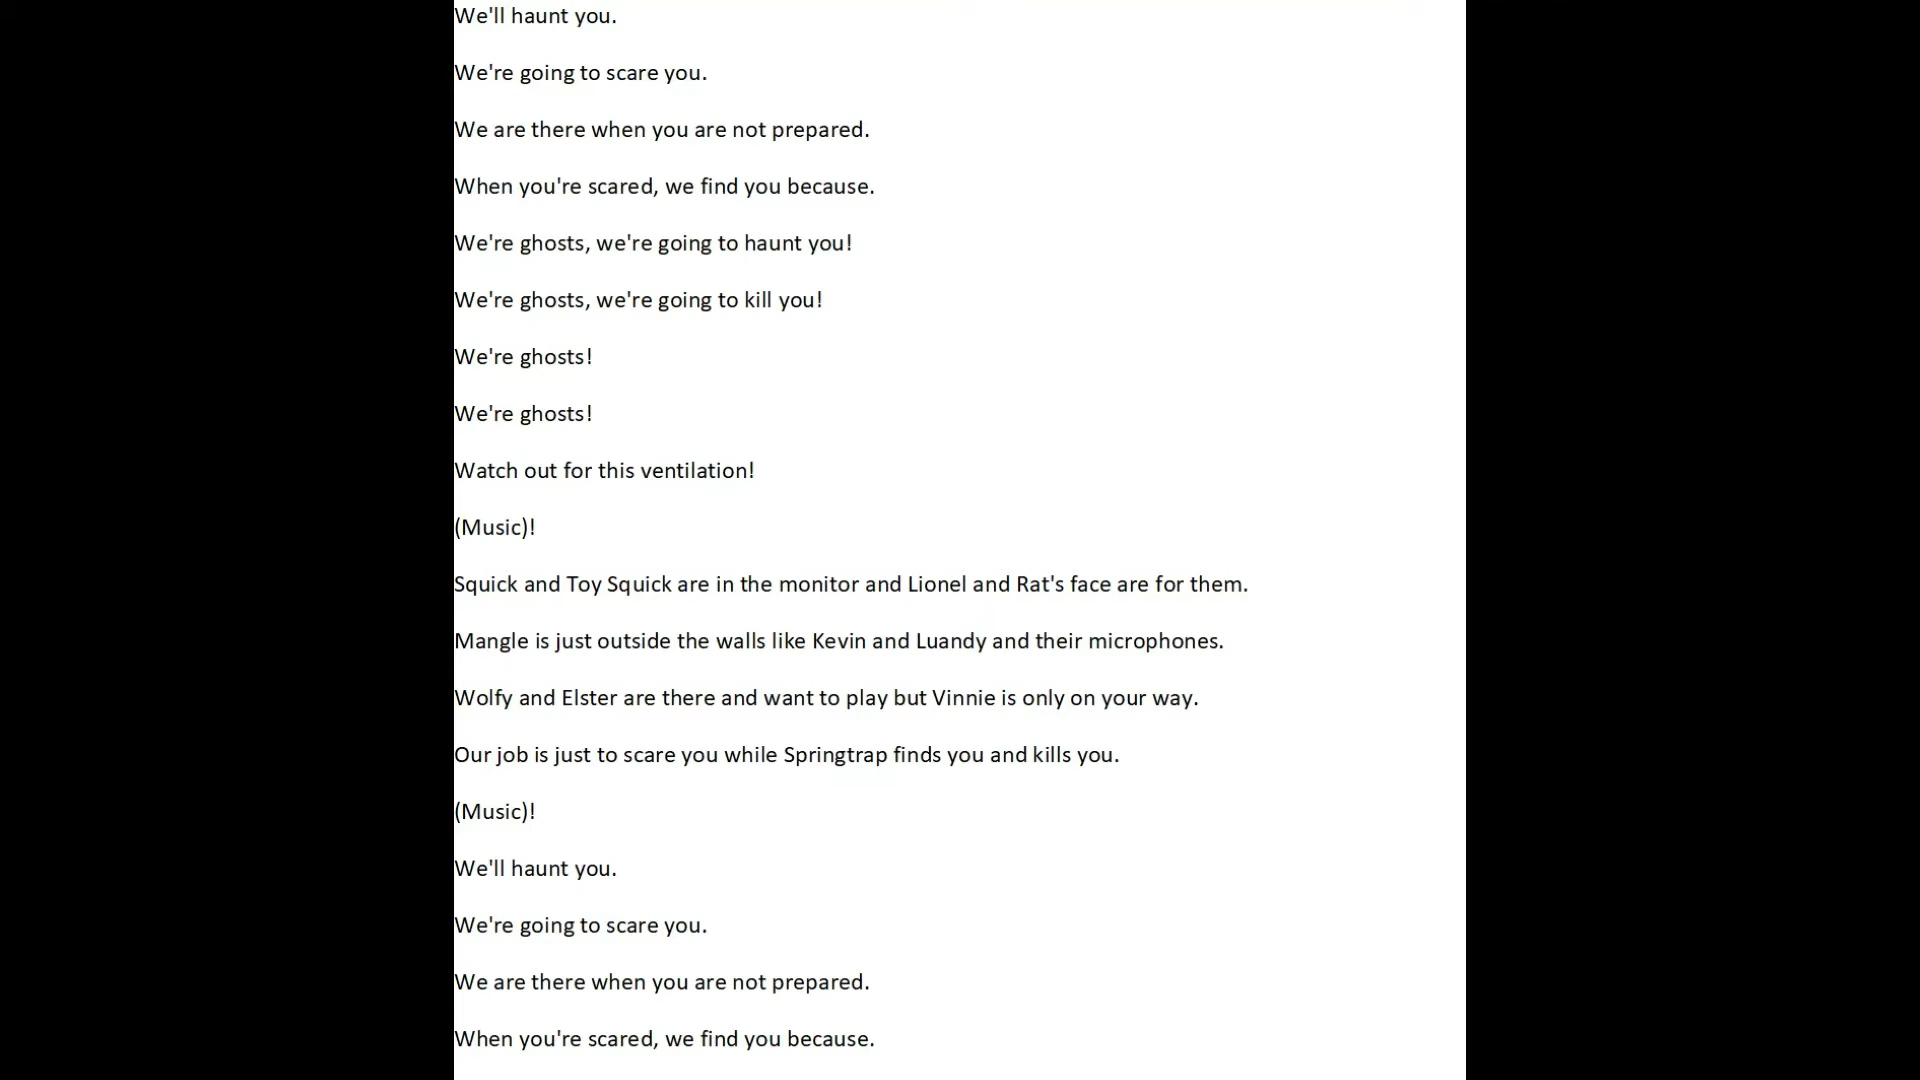 We'll haunt you.
We're going to scare you.
We are there when you are not prepared.
When you're scared, we find you because.
We're ghosts, we're going to haunt you!
We're ghosts, we're going to kill you!
We're ghosts!
We're ghosts!
Watch out for this ventilation!
(Music)!
Squick and Toy Squick are in the monitor and Lionel and Rat's face are for them.
Mangle is just outside the walls like Kevin and Luandy and their microphones.
Wolfy and Elster are there and want to play but Vinnie is only on your way.
Our job is just to scare you while Springtrap finds you and kills you.
(Music)!
We'll haunt you.
We're going to scare you.
We are there when you are not prepared.
When you're scared, we find you because.